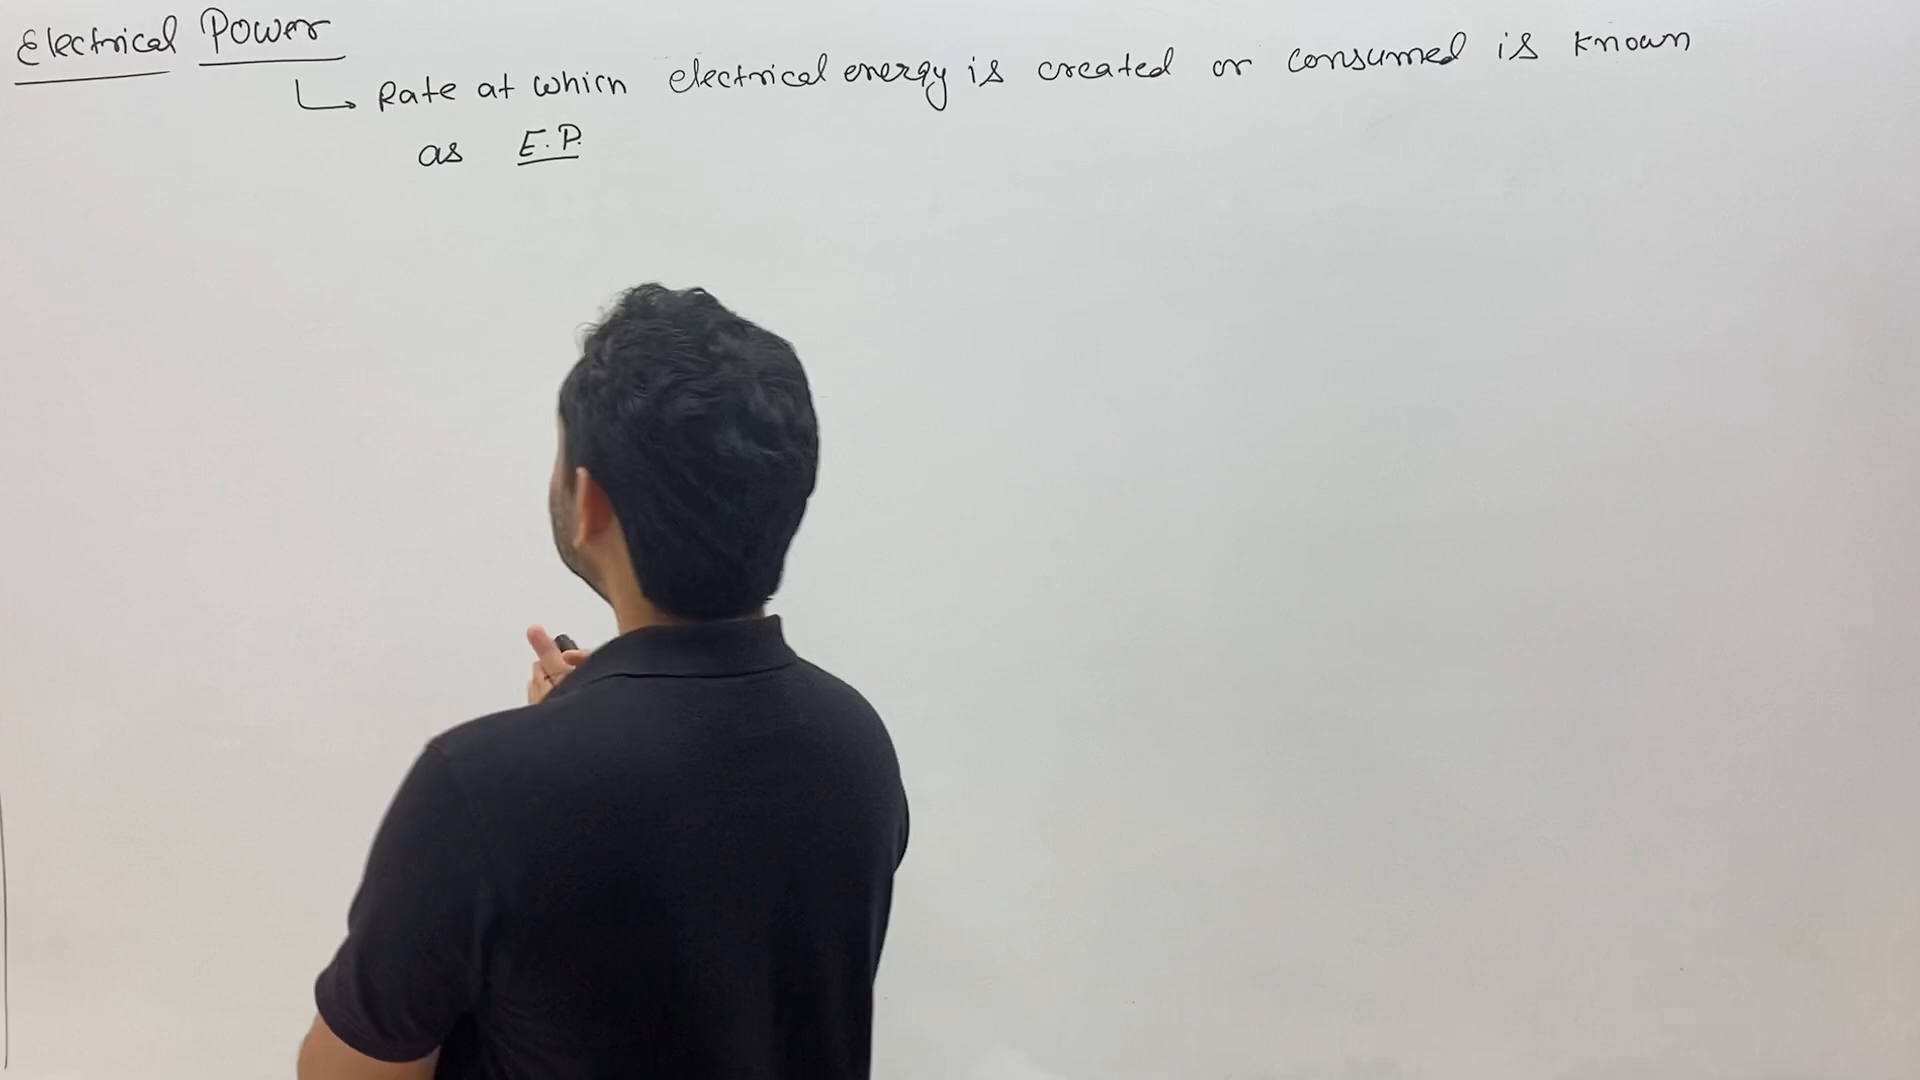 Electrical Power
Rate at which electrical energy is created or consumed is known
as E.P.